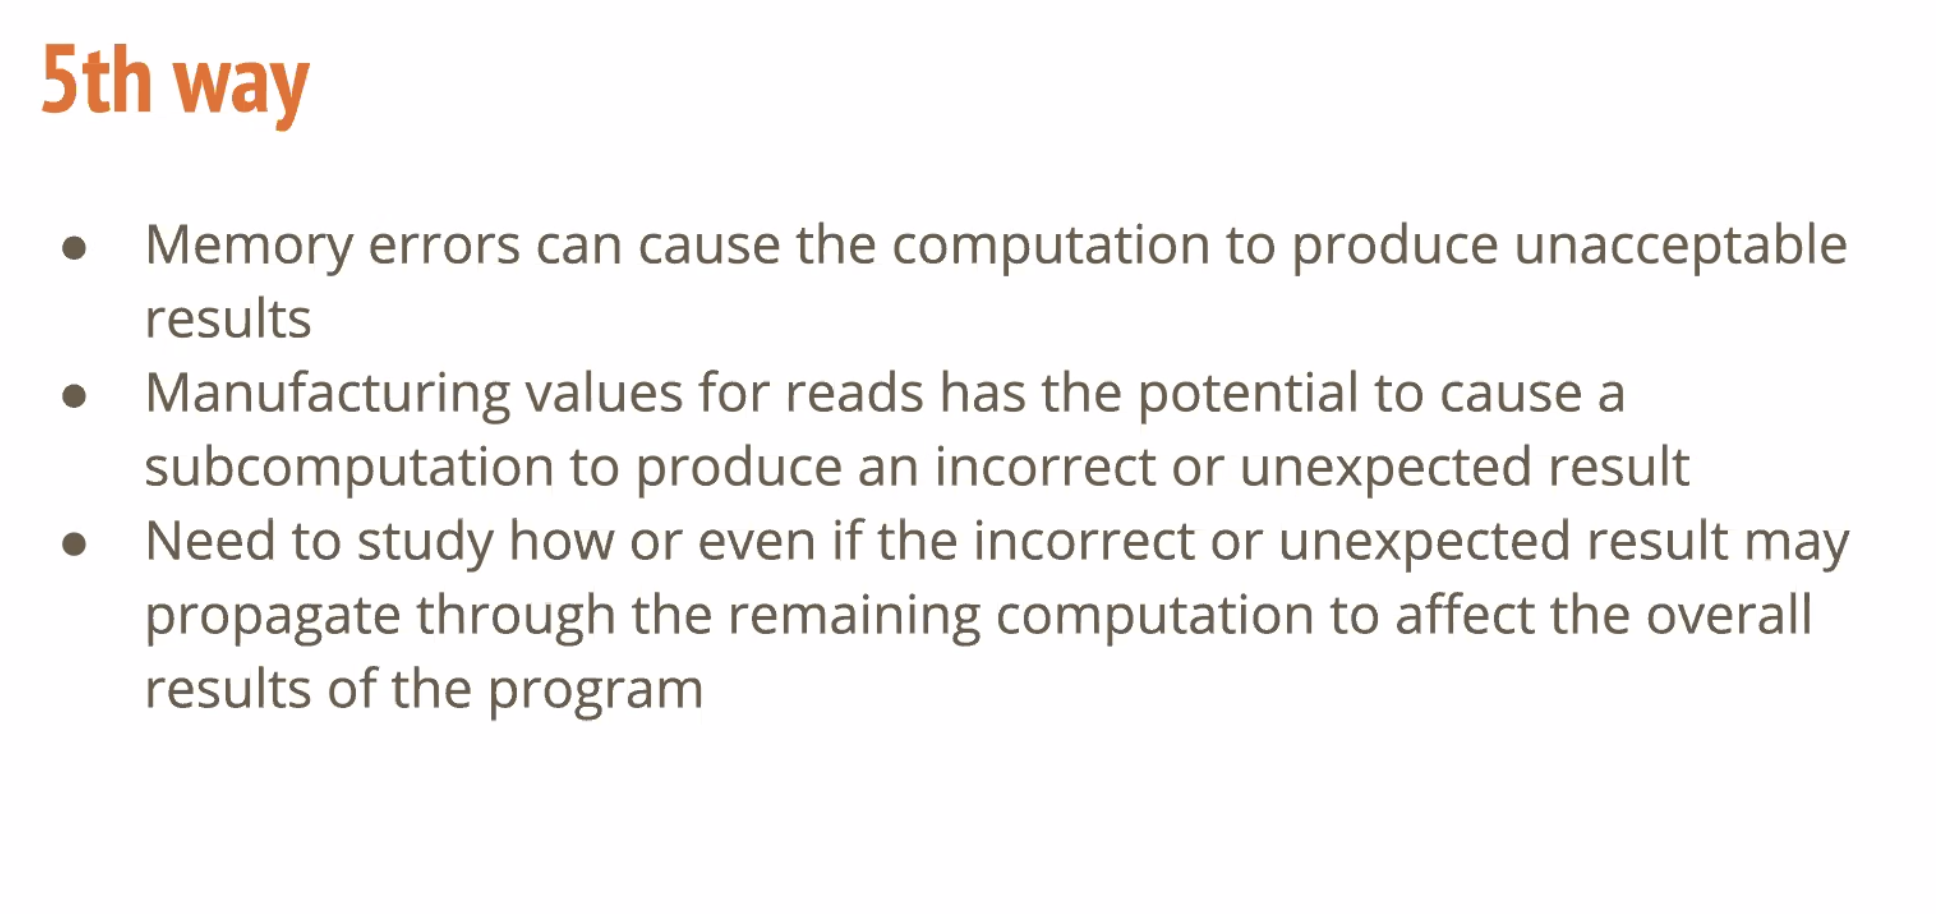 5th way
● Memory errors can cause the computation to produce unacceptable
results
● Manufacturing values for reads has the potential to cause a
subcomputation to produce an incorrect or unexpected result
● Need to study how or even if the incorrect or unexpected result may
propagate through the remaining computation to affect the overall
results of the program